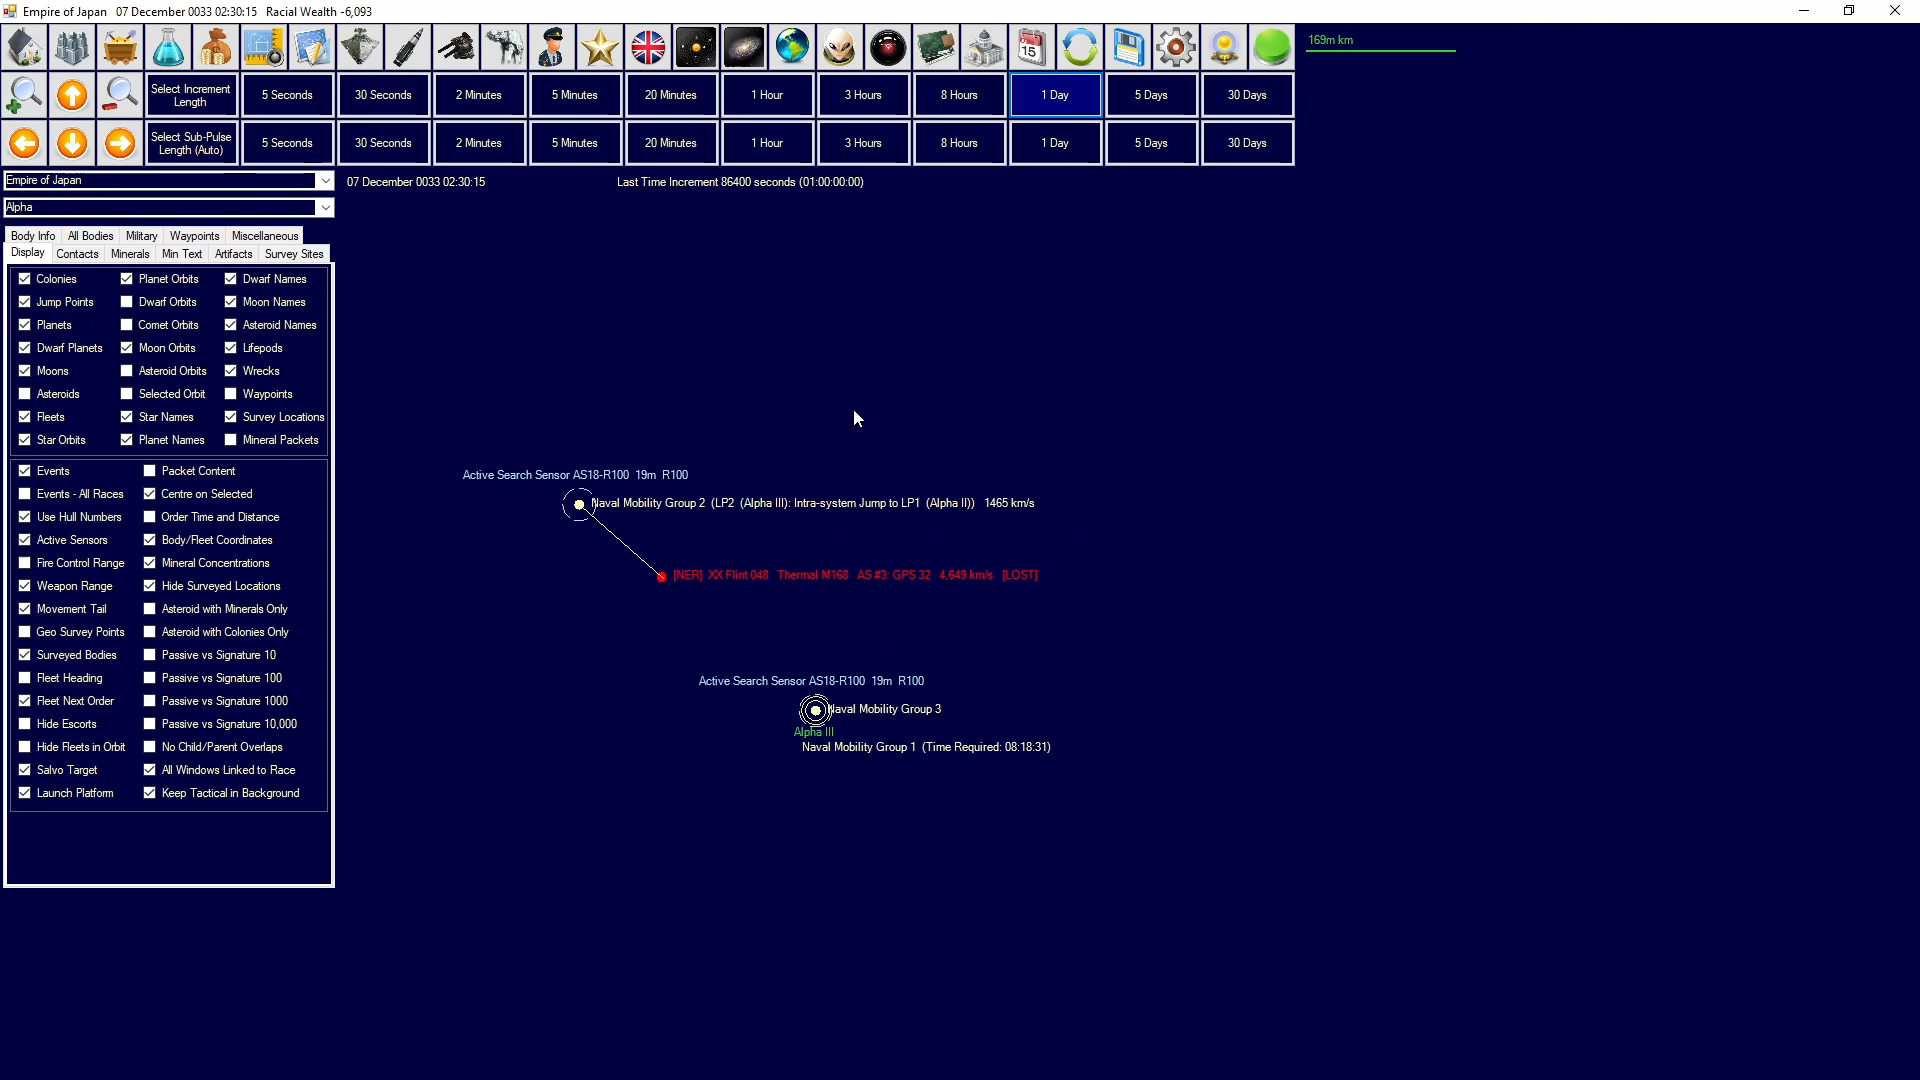 Empire of Japan   07 December 0033 02:30:15   Racial Wealth -6,093
15
169m km
Select Increment Length
5 Seconds
30 Seconds
2 Minutes
5 Minutes
20 Minutes
1 Hour
3 Hours
8 Hours
1 Day
5 Days
30 Days
Select Sub-Pulse Length (Auto)
5 Seconds
30 Seconds
2 Minutes
5 Minutes
20 Minutes
1 Hour
3 Hours
8 Hours
1 Day
5 Days
30 Days
Empire of Japan
07 December 0033 02:30:15
Last Time Increment 86400 seconds (01:00:00:00)
Alpha
Body Info   All Bodies   Military   Waypoints   Miscellaneous
Display   Contacts   Minerals   Min Text   Artifacts   Survey Sites
Colonies   Planet Orbits   Dwarf Names
Jump Points   Dwarf Orbits   Moon Names
Planets   Comet Orbits   Asteroid Names
Dwarf Planets   Moon Orbits   Lifepods
Moons   Asteroid Orbits   Wrecks
Asteroids   Selected Orbit   Waypoints
Fleets   Star Names   Survey Locations
Star Orbits   Planet Names   Mineral Packets
Events   Packet Content
Events - All Races   Centre on Selected
Use Hull Numbers   Order Time and Distance
Active Sensors   Body/Fleet Coordinates
Fire Control Range   Mineral Concentrations
Weapon Range   Hide Surveyed Locations
Movement Tail   Asteroid with Minerals Only
Geo Survey Points   Asteroid with Colonies Only
Surveyed Bodies   Passive vs Signature 10
Fleet Heading   Passive vs Signature 100
Fleet Next Order   Passive vs Signature 1000
Hide Escorts   Passive vs Signature 10,000
Hide Fleets in Orbit   No Child/Parent Overlaps
Salvo Target   All Windows Linked to Race
Launch Platform   Keep Tactical in Background
Active Search Sensor AS18-R100  19m  R100
Naval Mobility Group 2  (LP2  (Alpha III): Intra-system Jump to LP1  (Alpha II))   1465 km/s
[NER]  XX Flint 048   Thermal M168   AS #3: GPS 32   4,649 km/s   [LOST]
Active Search Sensor AS18-R100  19m  R100
Naval Mobility Group 3
Alpha III
Naval Mobility Group 1  (Time Required: 08:18:31)